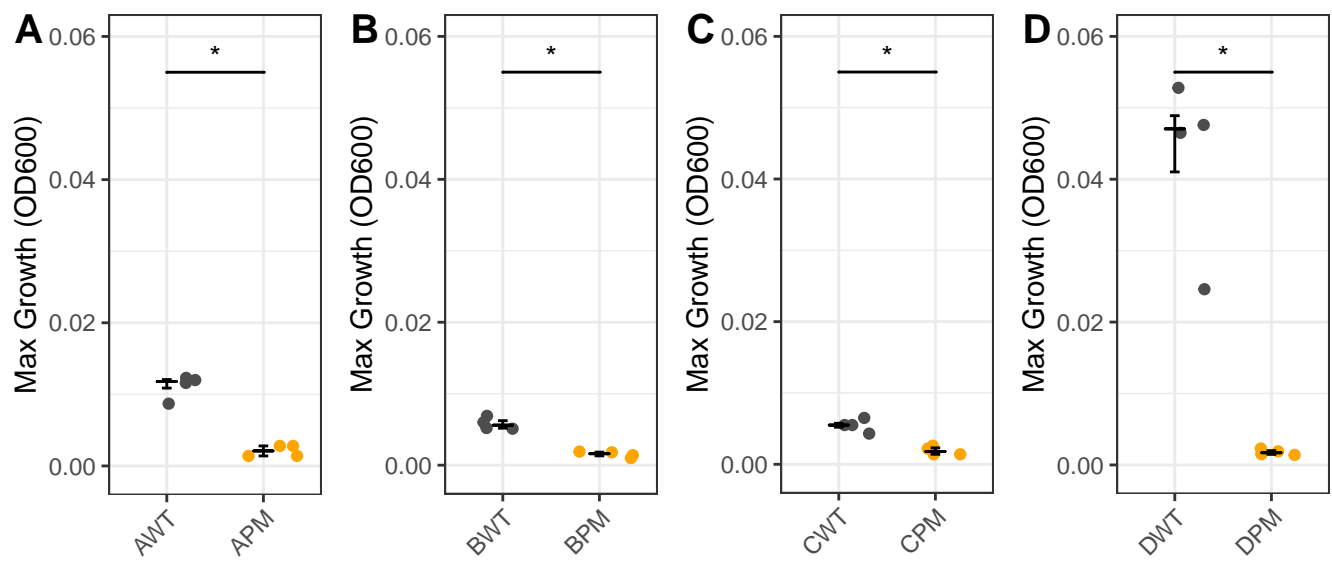 A
Max Growth (OD600)
0.06
0.04
0.02
0.00
*
AWT
APM
B
Max Growth (OD600)
0.06
0.04
0.02
0.00
*
BWT
BPM
C
Max Growth (OD600)
0.06
0.04
0.02
0.00
*
CWT
CPM
D
Max Growth (OD600)
0.06
0.04
0.02
0.00
*
DWT
DPM